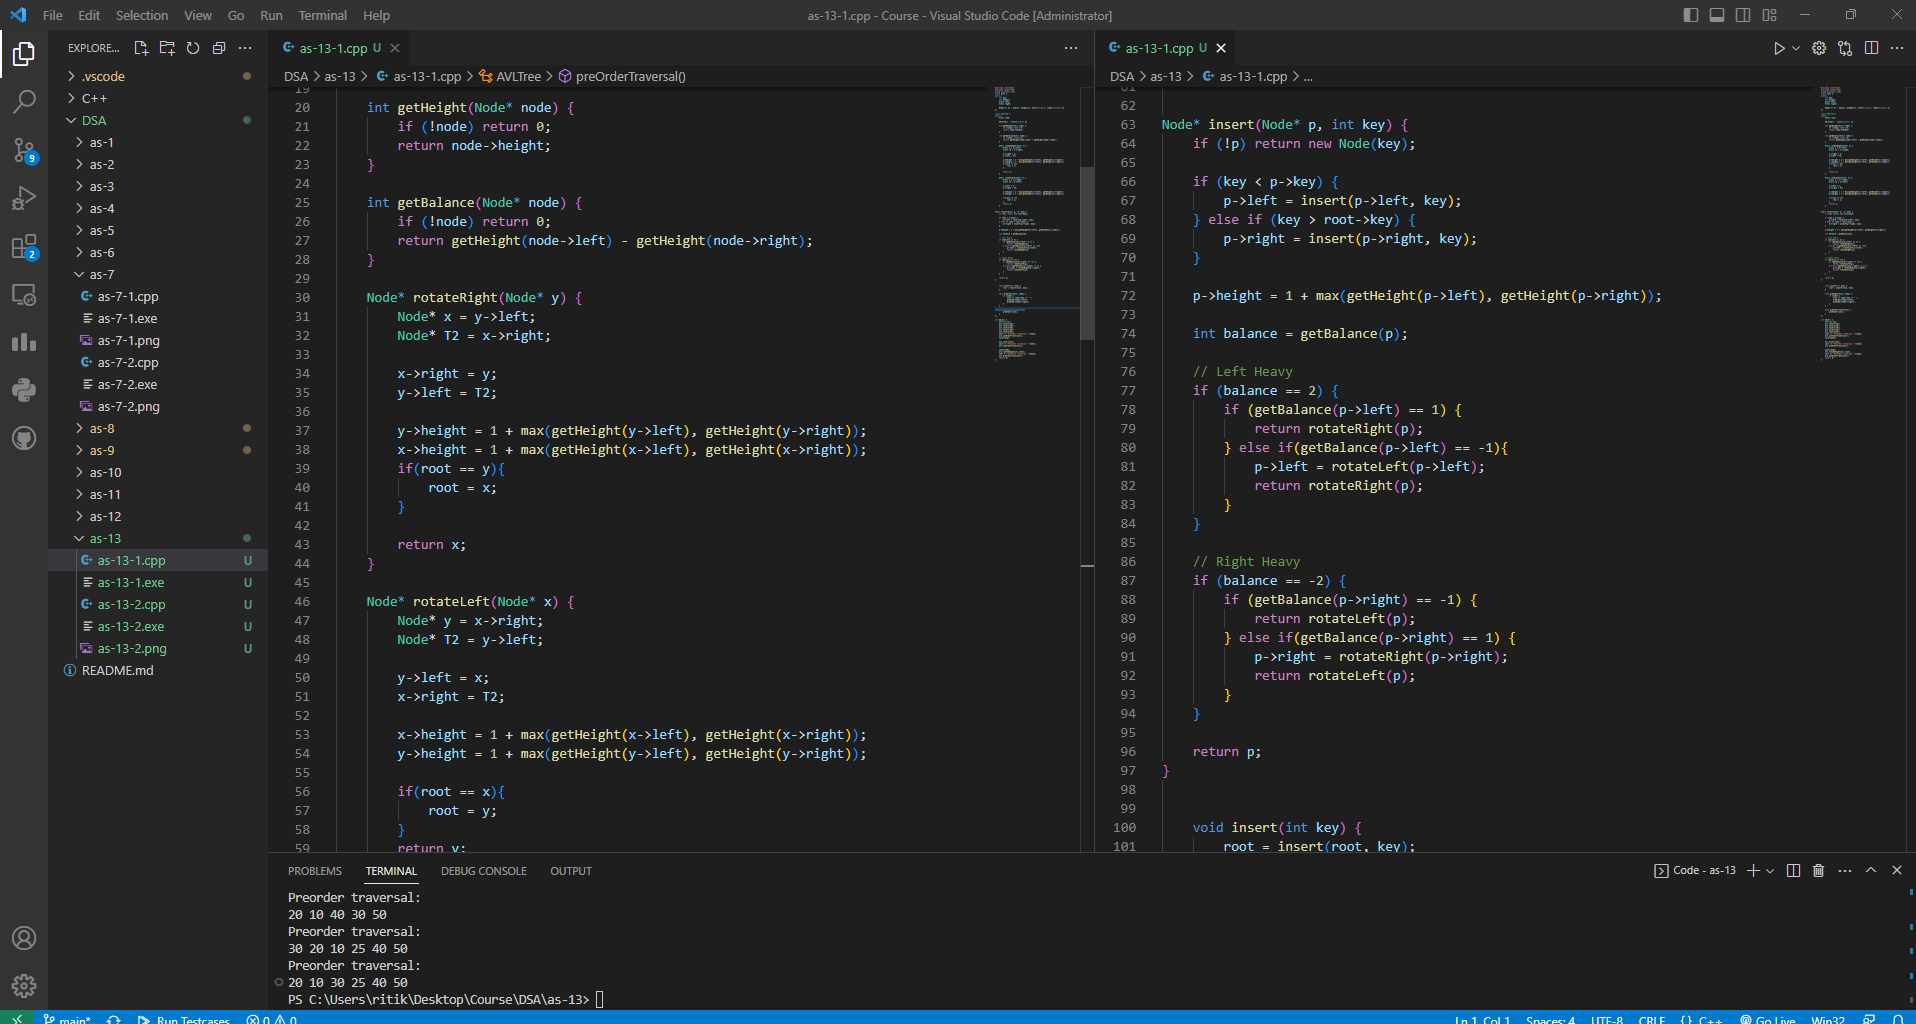 File Edit Selection View Go Run Terminal Help
as-13-1.cpp - Course - Visual Studio Code [Administrator]
EXPLORE...
.vscode
C++
DSA
as-1
as-2
as-3
as-4
as-5
as-6
as-7
as-7-1.cpp
as-7-1.exe
as-7-1.png
as-7-2.cpp
as-7-2.exe
as-7-2.png
as-8
as-9
as-10
as-11
as-12
as-13
as-13-1.cpp U
as-13-1.exe U
as-13-2.cpp U
as-13-2.exe U
as-13-2.png U
README.md
9
2
as-13-1.cpp U
DSA > as-13 > as-13-1.cpp > AVLTree > preOrderTraversal()
19
20 int getHeight(Node* node) {
21 if (!node) return 0;
22 return node->height;
23 }
24
25 int getBalance(Node* node) {
26 if (!node) return 0;
27 return getHeight(node->left) - getHeight(node->right);
28 }
29
30 Node* rotateRight(Node* y) {
31 Node* x = y->left;
32 Node* T2 = x->right;
33
34 x->right = y;
35 y->left = T2;
36
37 y->height = 1 + max(getHeight(y->left), getHeight(y->right));
38 x->height = 1 + max(getHeight(x->left), getHeight(x->right));
39 if(root == y){
40 root = x;
41 }
42
43 return x;
44 }
45
46 Node* rotateLeft(Node* x) {
47 Node* y = x->right;
48 Node* T2 = y->left;
49
50 y->left = x;
51 x->right = T2;
52
53 x->height = 1 + max(getHeight(x->left), getHeight(x->right));
54 y->height = 1 + max(getHeight(y->left), getHeight(y->right));
55
56 if(root == x){
57 root = y;
58 }
59 return y;
as-13-1.cpp U
DSA > as-13 > as-13-1.cpp > ...
61
62
63 Node* insert(Node* p, int key) {
64 if (!p) return new Node(key);
65
66 if (key < p->key) {
67 p->left = insert(p->left, key);
68 } else if (key > root->key) {
69 p->right = insert(p->right, key);
70 }
71
72 p->height = 1 + max(getHeight(p->left), getHeight(p->right));
73
74 int balance = getBalance(p);
75
76 // Left Heavy
77 if (balance == 2) {
78 if (getBalance(p->left) == 1) {
79 return rotateRight(p);
80 } else if(getBalance(p->left) == -1){
81 p->left = rotateLeft(p->left);
82 return rotateRight(p);
83 }
84 }
85
86 // Right Heavy
87 if (balance == -2) {
88 if (getBalance(p->right) == -1) {
89 return rotateLeft(p);
90 } else if(getBalance(p->right) == 1) {
91 p->right = rotateRight(p->right);
92 return rotateLeft(p);
93 }
94 }
95
96 return p;
97 }
98
99
100 void insert(int key) {
101 root = insert(root, key);
PROBLEMS TERMINAL DEBUG CONSOLE OUTPUT
Code - as-13
Preorder traversal:
20 10 40 30 50
Preorder traversal:
30 20 10 25 40 50
Preorder traversal:
20 10 30 25 40 50
PS C:\Users\ritik\Desktop\Course\DSA\as-13>
main* Run Testcases 0 0 Ln 1, Col 1 Spaces: 4 UTF-8 CRLF {} C++ Go Live Win32